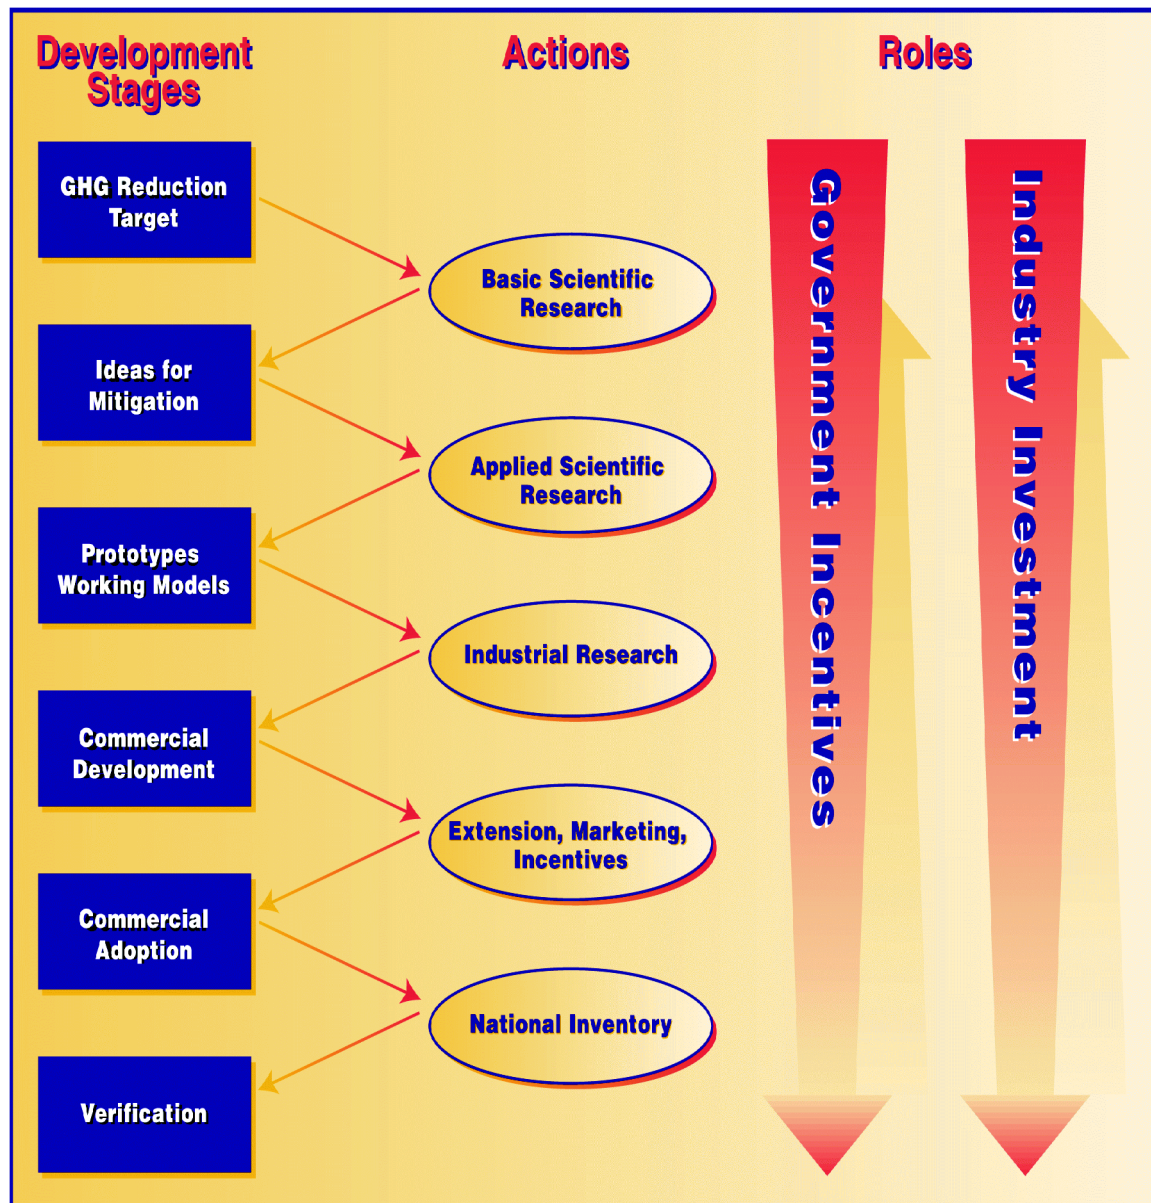 Development
Stages
Actions
Roles
GHG Reduction
Target
Basic Scientific
Research
Ideas for
Mitigation
Applied Scientific
Research
Prototypes
Working Models
Industrial Research
Commercial
Development
Extension, Marketing,
Incentives
Commercial
Adoption
National Inventory
Verification
Government Incentives
Industry Investment